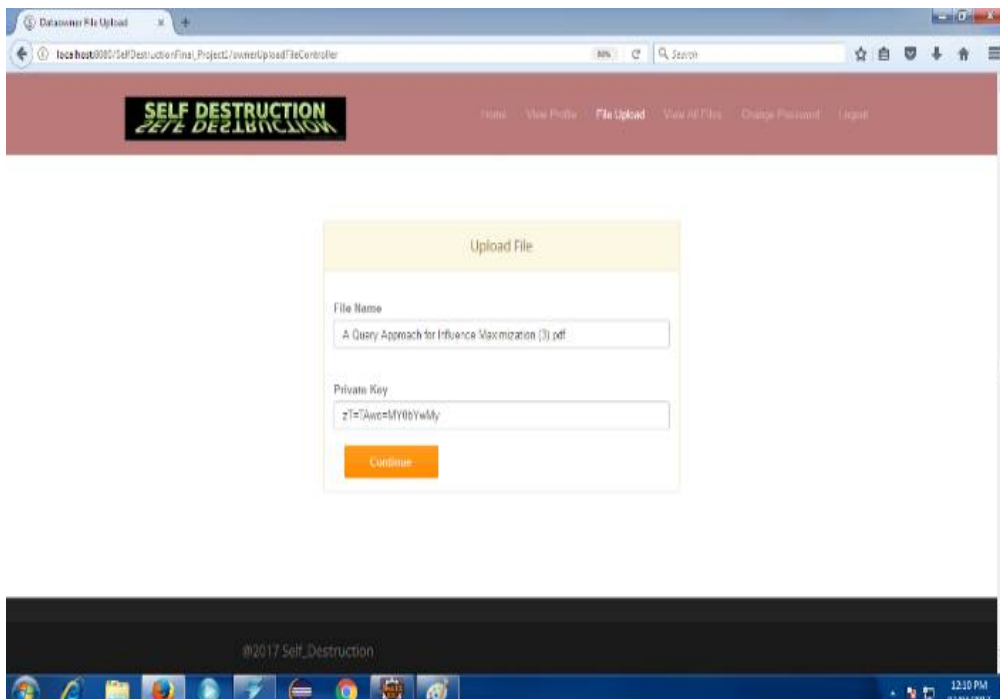 Dataowner File Upload
localhost:8080/SelfDestructionFinal_Project2/ownerUploadFileController
80%
Search
SELF DESTRUCTION
Home View Profile File Upload View All Files Change Password Logout
Upload File
File Name
A Query Approach for Influence Maximization (3).pdf
Private Key
Continue
@2017 Self_Destruction
12:10 PM